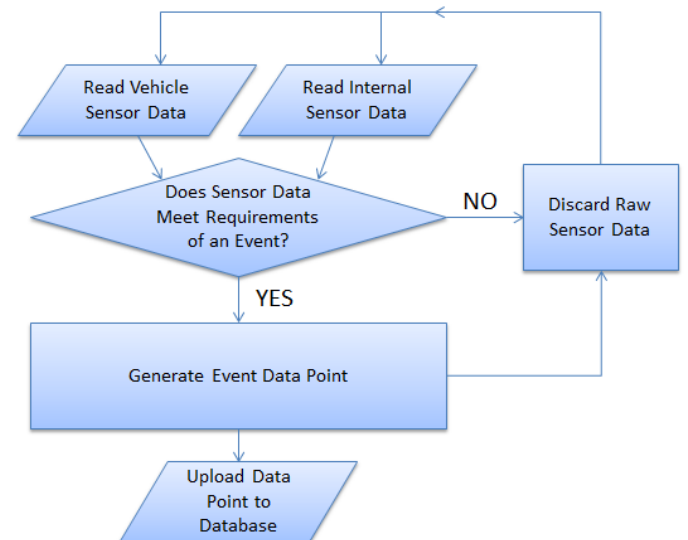 Read Vehicle
Sensor Data
Read Internal
Sensor Data
Does Sensor Data
Meet Requirements
of an Event?
NO
Discard Raw
Sensor Data
YES
Generate Event Data Point
Upload Data
Point to
Database